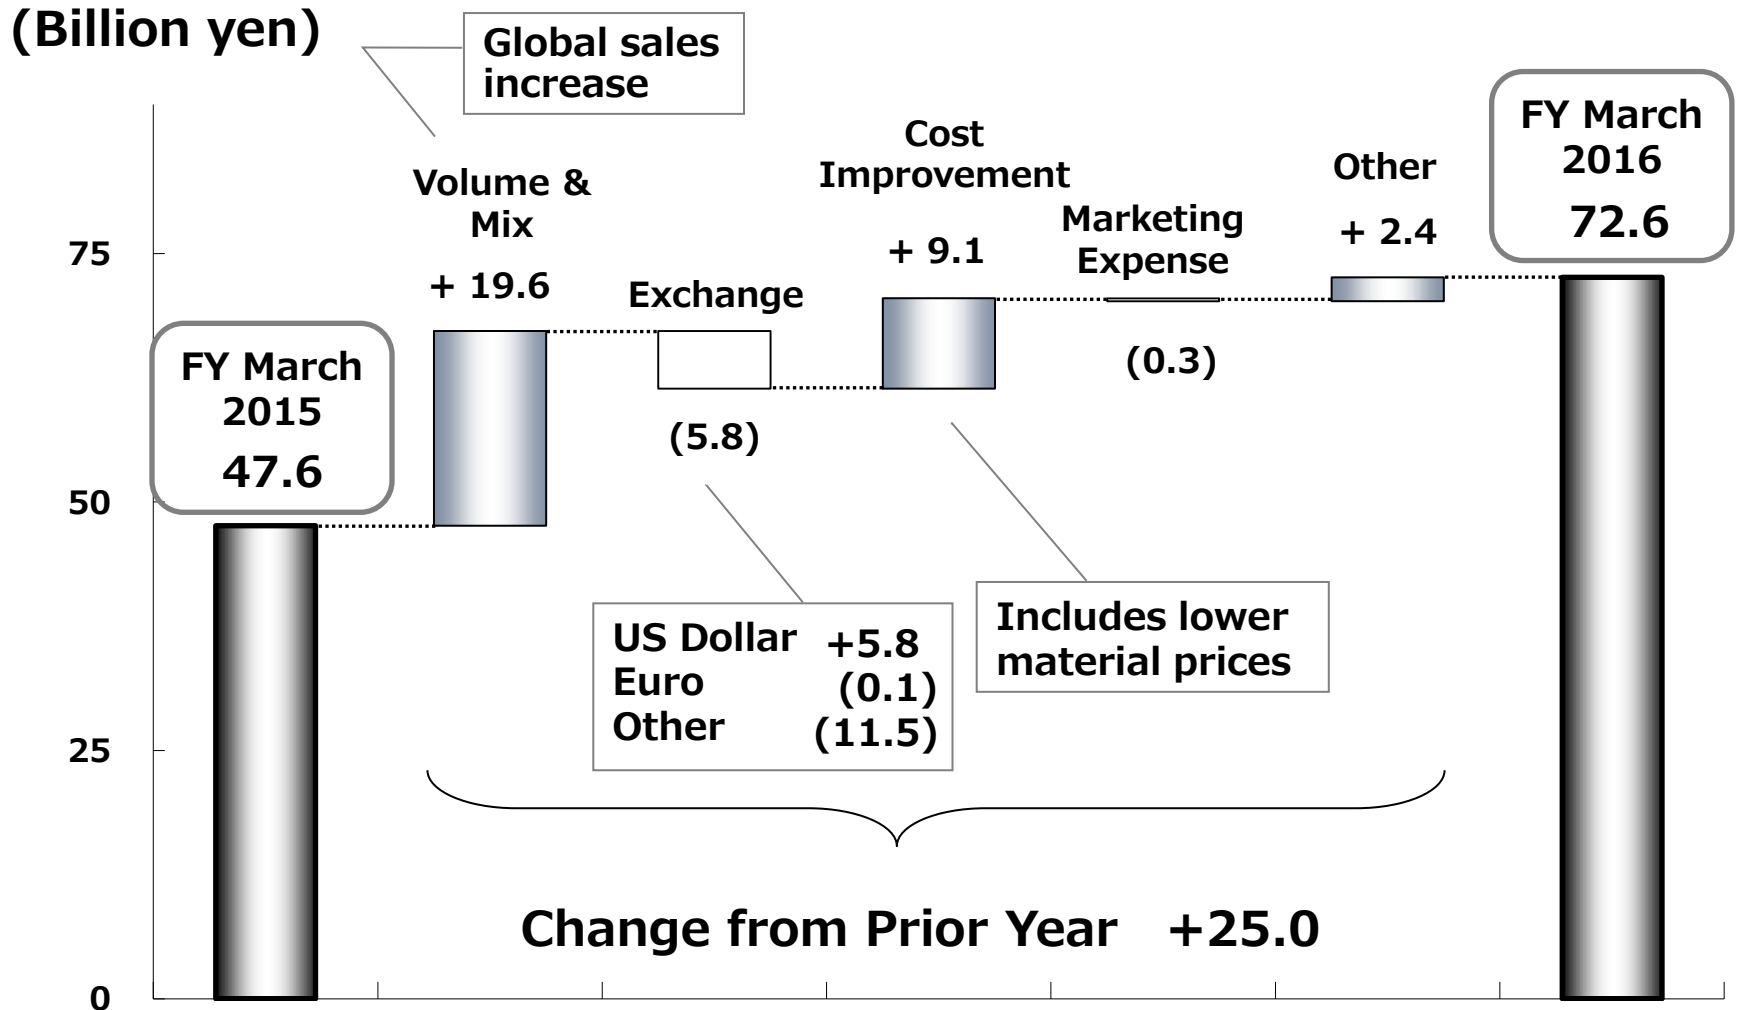 (Billion yen)
Global sales
increase
Volume &
Mix
+ 19.6
Exchange
(5.8)
Cost
Improvement
+ 9.1
Marketing
Expense
(0.3)
Other
+ 2.4
FY March
2016
72.6
FY March
2015
47.6
75
50
25
0
US Dollar +5.8
Euro (0.1)
Other (11.5)
Includes lower
material prices
Change from Prior Year +25.0